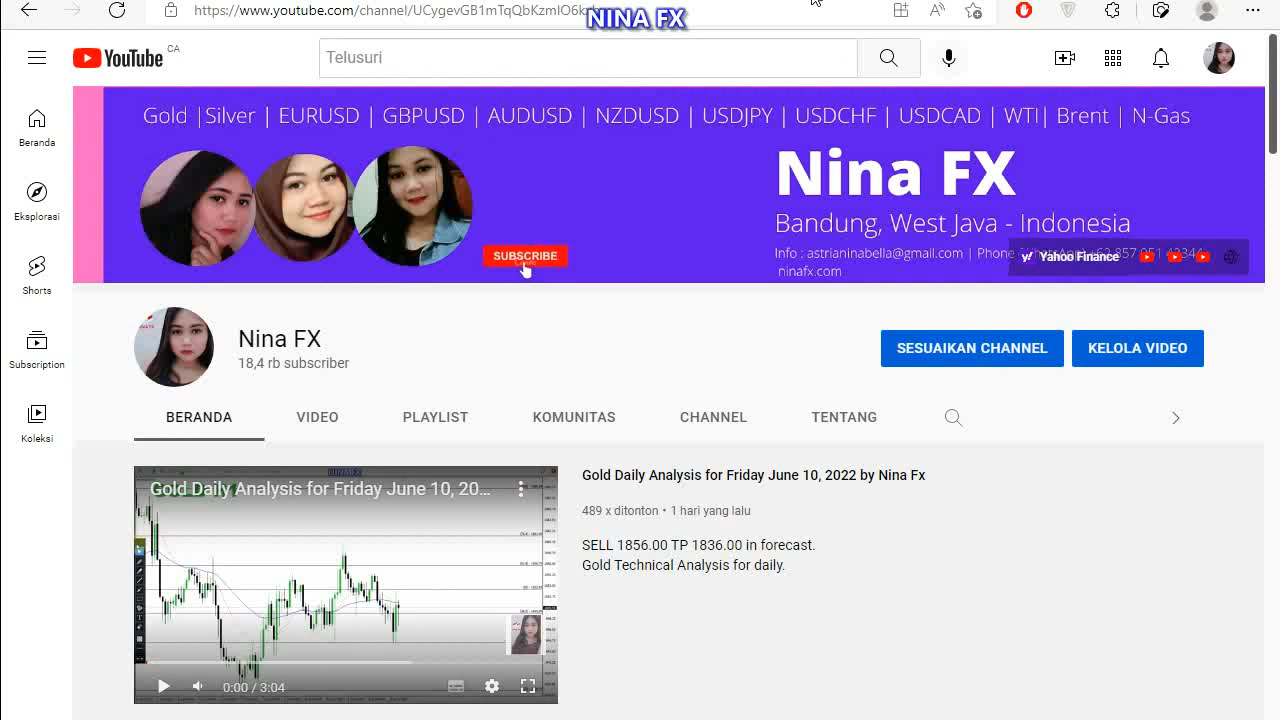 https://www.youtube.com/channel/UCygevGB1mTqQbKzmIO6k
NINA FX
YouTube CA
Telusuri
Gold |Silver | EURUSD | GBPUSD | AUDUSD | NZDUSD | USDJPY | USDCHF | USDCAD | WTI| Brent | N-Gas
Nina FX
Bandung, West Java - Indonesia
SUBSCRIBE
Info : astrianinabella@gmail.com | Phone
Yahoo Finance
ninafx.com
Beranda
Eksplorasi
Shorts
Subscription
Koleksi
Nina FX
18,4 rb subscriber
SESUAIKAN CHANNEL
KELOLA VIDEO
BERANDA VIDEO PLAYLIST KOMUNITAS CHANNEL TENTANG
Gold Daily Analysis for Friday June 10, 20...
0:00 / 3:04
Gold Daily Analysis for Friday June 10, 2022 by Nina Fx
489 x ditonton • 1 hari yang lalu
SELL 1856.00 TP 1836.00 in forecast.
Gold Technical Analysis for daily.